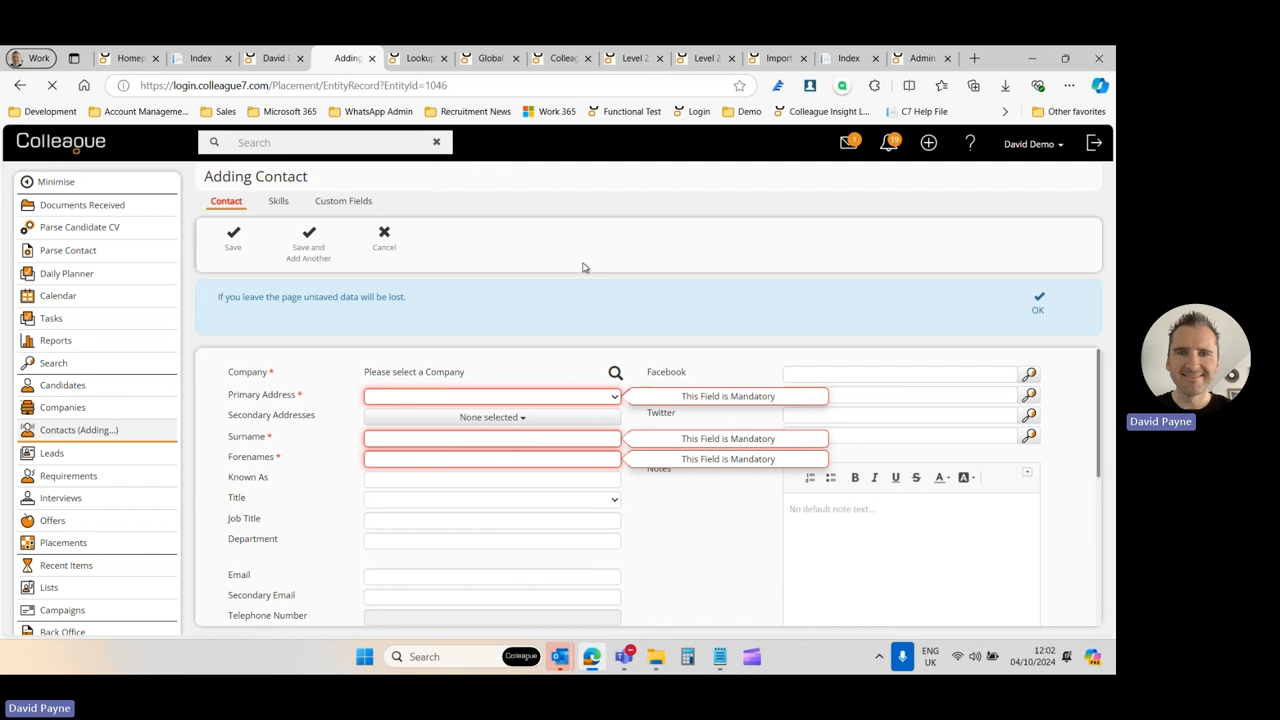 Work
Homep
Index
David F
Adding
Lookup
Global
Colleag
Level 2
Level 2
Import
Index
Admin
https://login.colleague7.com/Placement/EntityRecord?EntityId=1046
Development
Account Manageme...
Sales
Microsoft 365
WhatsApp Admin
Recruitment News
Work 365
Functional Test
Login
Demo
Colleague Insight L...
C7 Help File
Other favorites
Colleague
Search
1
19
David Demo
Minimise
Documents Received
Parse Candidate CV
Parse Contact
Daily Planner
Calendar
Tasks
Reports
Search
Candidates
Companies
Contacts (Adding...)
Leads
Requirements
Interviews
Offers
Placements
Recent Items
Lists
Campaigns
Back Office
Adding Contact
Contact Skills Custom Fields
Save
Save and
Add Another
Cancel
If you leave the page unsaved data will be lost.
OK
Company * Please select a Company
Primary Address *
This Field is Mandatory
Secondary Addresses None selected
Surname *
This Field is Mandatory
Forenames *
This Field is Mandatory
Known As
Title
Job Title
Department
Email
Secondary Email
Telephone Number
Facebook
Twitter
Notes
B I U S A A
No default note text...
David Payne
Search
Colleague
ENG
UK
12:02
04/10/2024
PRE
David Payne